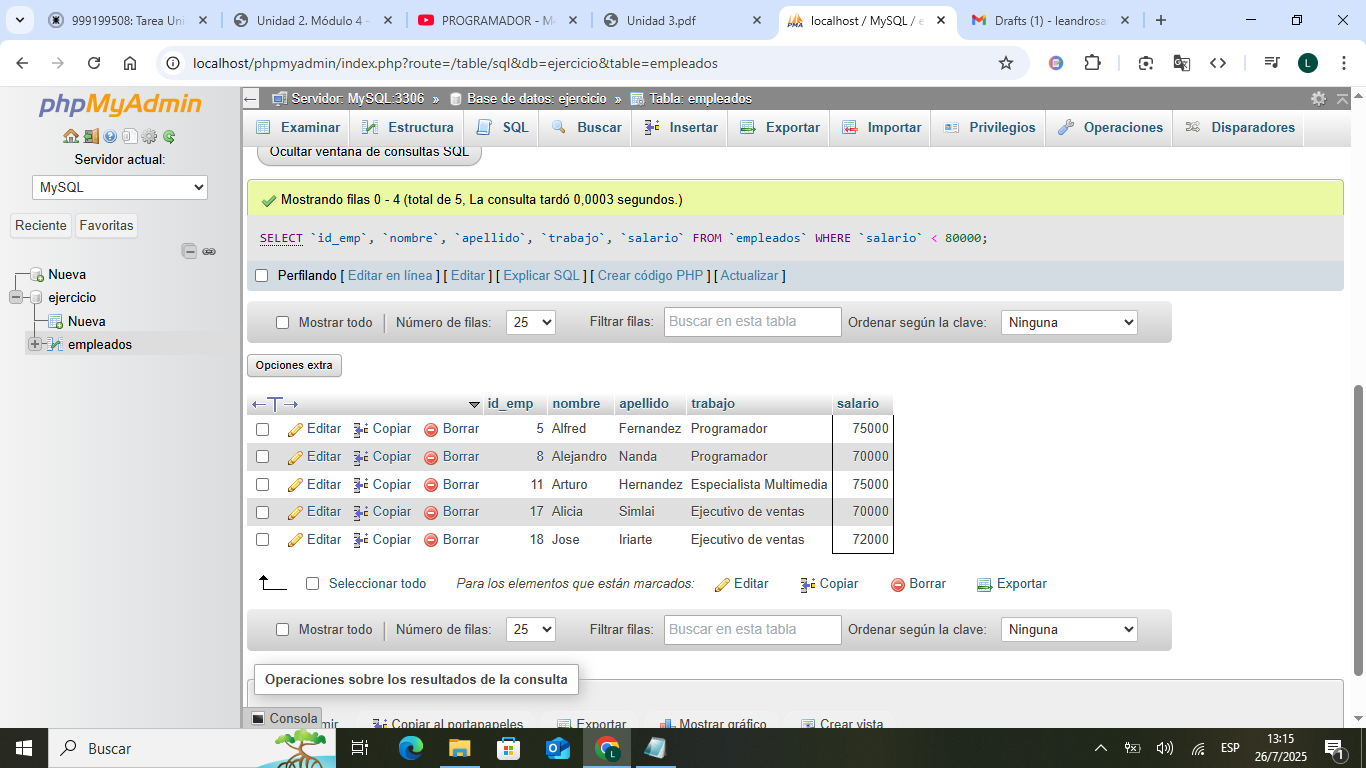 999199508: Tarea Uni
Unidad 2. Módulo 4 -
PROGRAMADOR - M
Unidad 3.pdf
localhost / MySQL / e
Drafts (1) - leandrosa
localhost/phpmyadmin/index.php?route=/table/sql&db=ejercicio&table=empleados
L
phpMyAdmin
Servidor actual:
MySQL
Reciente
Favoritas
Nueva
ejercicio
Nueva
empleados
Servidor: MySQL:3306 » Base de datos: ejercicio » Tabla: empleados
Examinar Estructura SQL Buscar Insertar Exportar Importar Privilegios Operaciones Disparadores
Ocultar ventana de consultas SQL
Mostrando filas 0 - 4 (total de 5, La consulta tardó 0,0003 segundos.)
SELECT `id_emp`, `nombre`, `apellido`, `trabajo`, `salario` FROM `empleados` WHERE `salario` < 80000;
Perfilando [ Editar en línea ] [ Editar ] [ Explicar SQL ] [ Crear código PHP ] [ Actualizar ]
Mostrar todo Número de filas: 25 Filtrar filas: Buscar en esta tabla Ordenar según la clave: Ninguna
Opciones extra
id_emp nombre apellido trabajo salario
Editar Copiar Borrar 5 Alfred Fernandez Programador 75000
Editar Copiar Borrar 8 Alejandro Nanda Programador 70000
Editar Copiar Borrar 11 Arturo Hernandez Especialista Multimedia 75000
Editar Copiar Borrar 17 Alicia Simlai Ejecutivo de ventas 70000
Editar Copiar Borrar 18 Jose Iriarte Ejecutivo de ventas 72000
Seleccionar todo Para los elementos que están marcados: Editar Copiar Borrar Exportar
Mostrar todo Número de filas: 25 Filtrar filas: Buscar en esta tabla Ordenar según la clave: Ninguna
Operaciones sobre los resultados de la consulta
Consola
mir Copiar al portapapeles Exportar Mostrar gráfico Crear vista
Buscar
ESP
13:15
26/7/2025
1